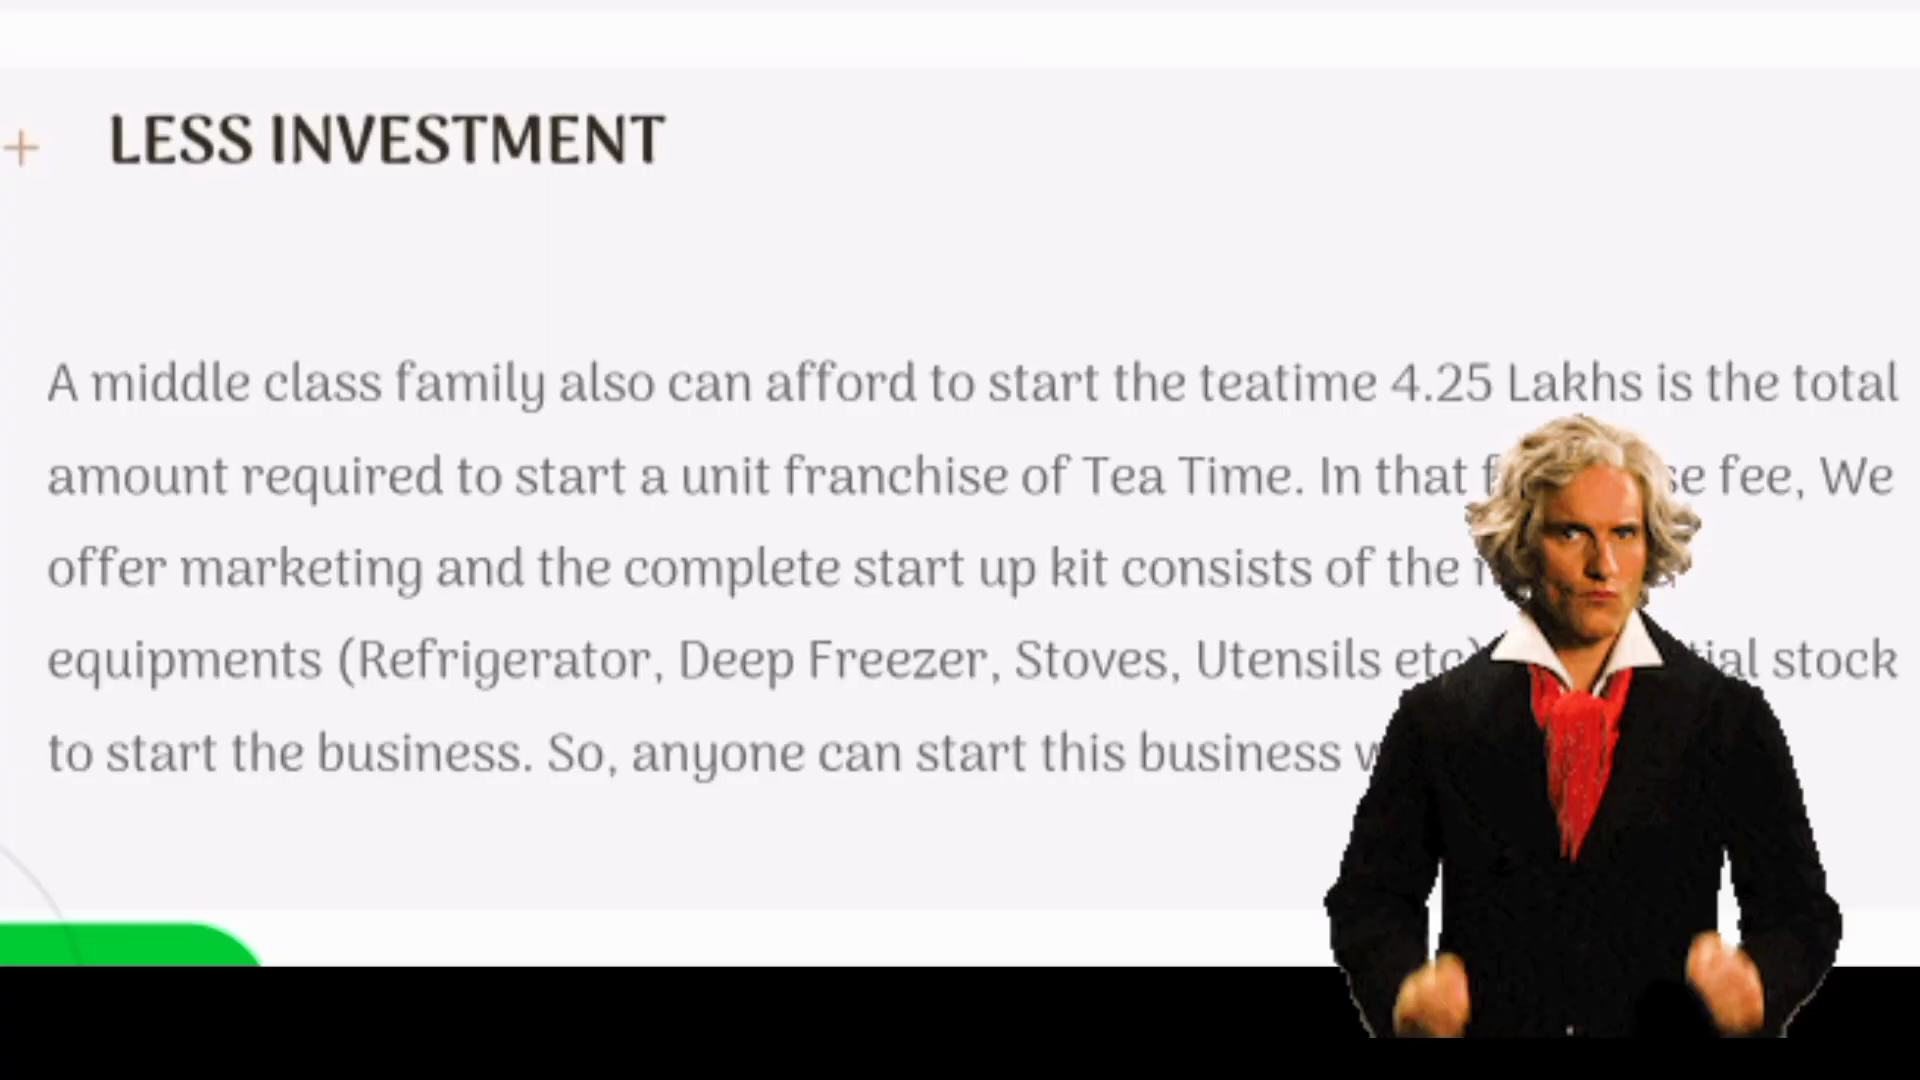 LESS INVESTMENT
A middle class family also can afford to start the teatime 4.25 Lakhs is the total
amount required to start a unit franchise of Tea Time. In that fee, We
offer marketing and the complete start up kit consists of the
equipments (Refrigerator, Deep Freezer, Stoves, Utensils etc) stock
to start the business. So, anyone can start this business